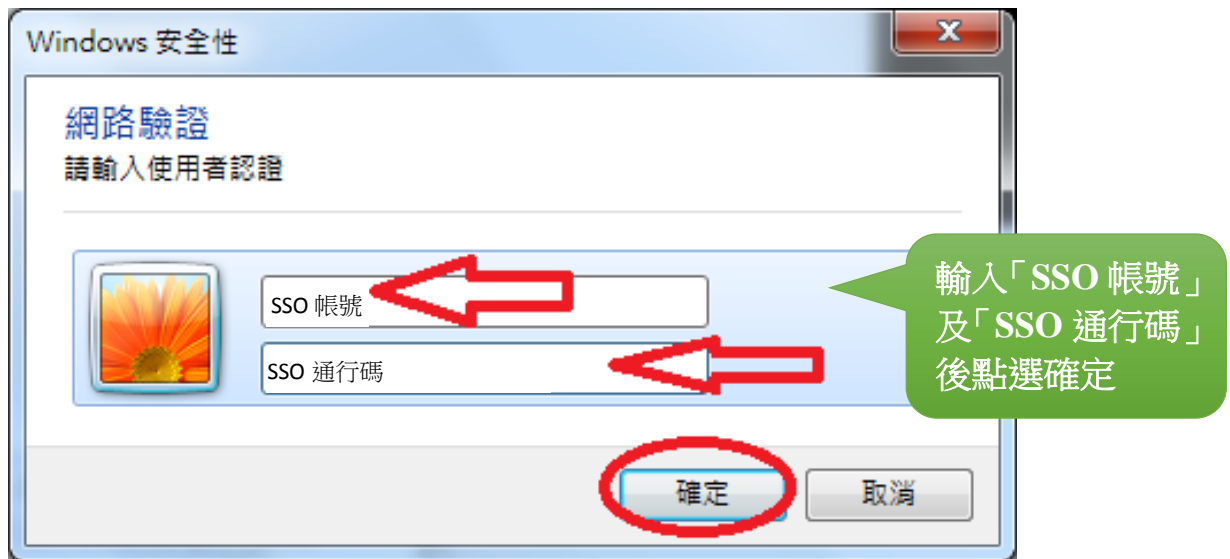 Windows 安全性
網路驗證
請輸入使用者認證
SSO 帳號
SSO 通行碼
輸入「SSO 帳號」
及「SSO 通行碼」
後點選確定
確定
取消